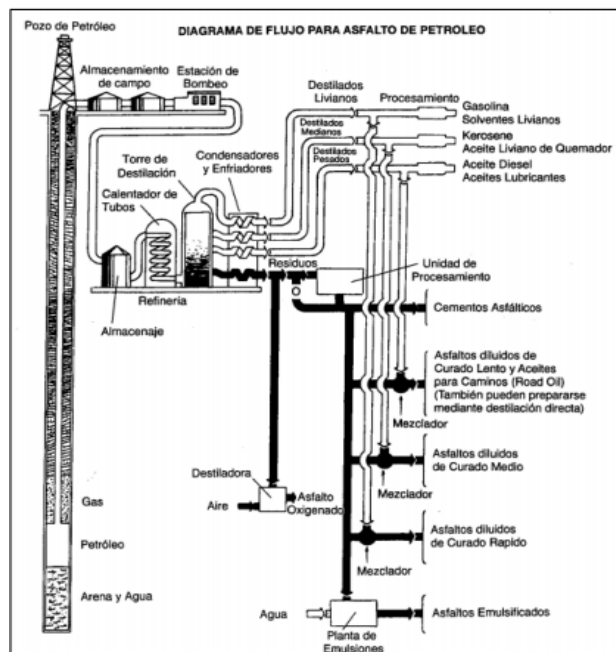 DIAGRAMA DE FLUJO PARA ASFALTO DE PETROLEO
Pozo de Petróleo
Almacenamiento
de campo
Estación de
Bombeo
Destilados
Livianos
Procesamiento
Gasolina
Solventes Livianos
Destilados
Medianos
Kerosene
Aceite Liviano de Quemador
Destilados
Pesados
Aceite Diesel
Aceites Lubricantes
Torre de
Destilación
Condensadores
y Enfriadores
Calentador de
Tubos
Residuos
Unidad de
Procesamiento
Refinería
Almacenaje
Cementos Asfálticos
Asfaltos diluidos de
Curado Lento y Aceites
para Caminos (Road Oil)
(También pueden prepararse
mediante destilación directa)
Mezclador
Asfaltos diluidos
de Curado Medio
Mezclador
Destiladora
Aire
Asfalto
Oxigenado
Gas
Petróleo
Arena y Agua
Asfaltos diluidos
de Curado Rapido
Mezclador
Agua
Planta de
Emulsiones
Asfaltos Emulsificados